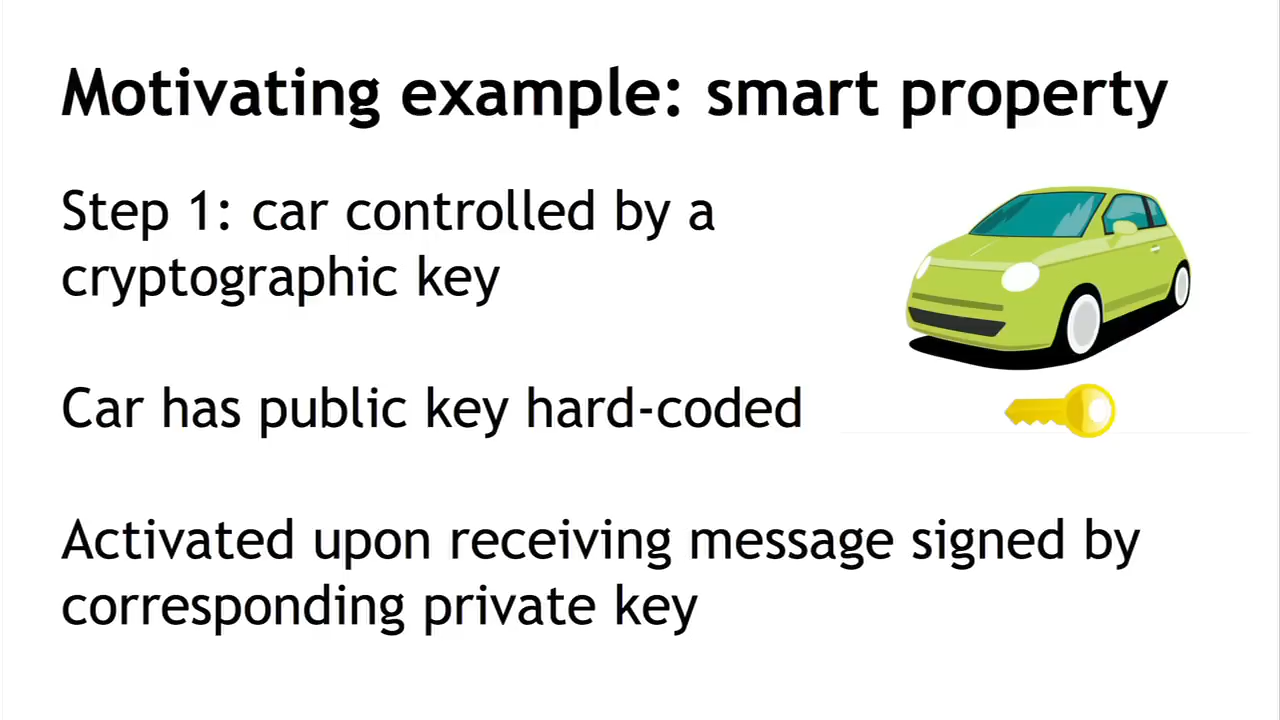 Motivating example: smart property
Step 1: car controlled by a
cryptographic key
Car has public key hard-coded
Activated upon receiving message signed by
corresponding private key